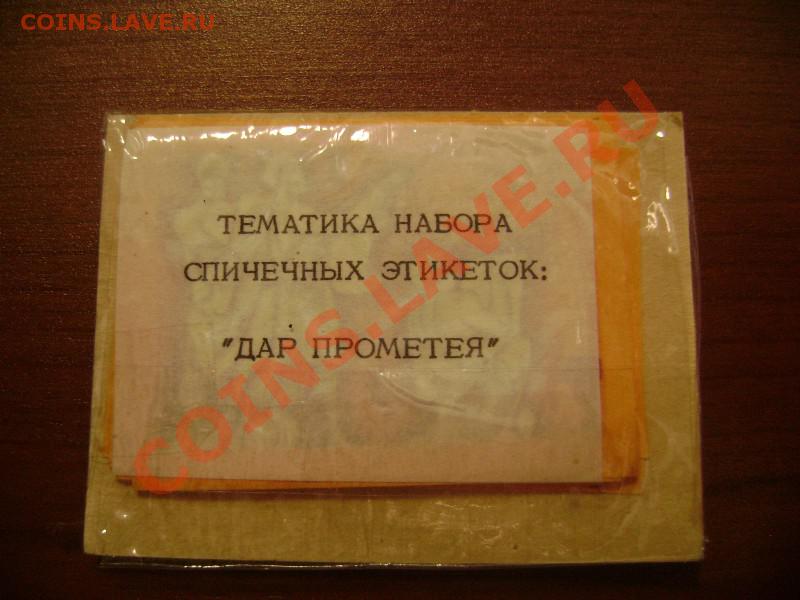 COINS.LAVE.RU
ТЕМАТИКА НАБОРА
СПИЧЕЧНЫХ ЭТИКЕТОК:
"ДАР ПРОМЕТЕЯ"
COINS.LAVE.RU